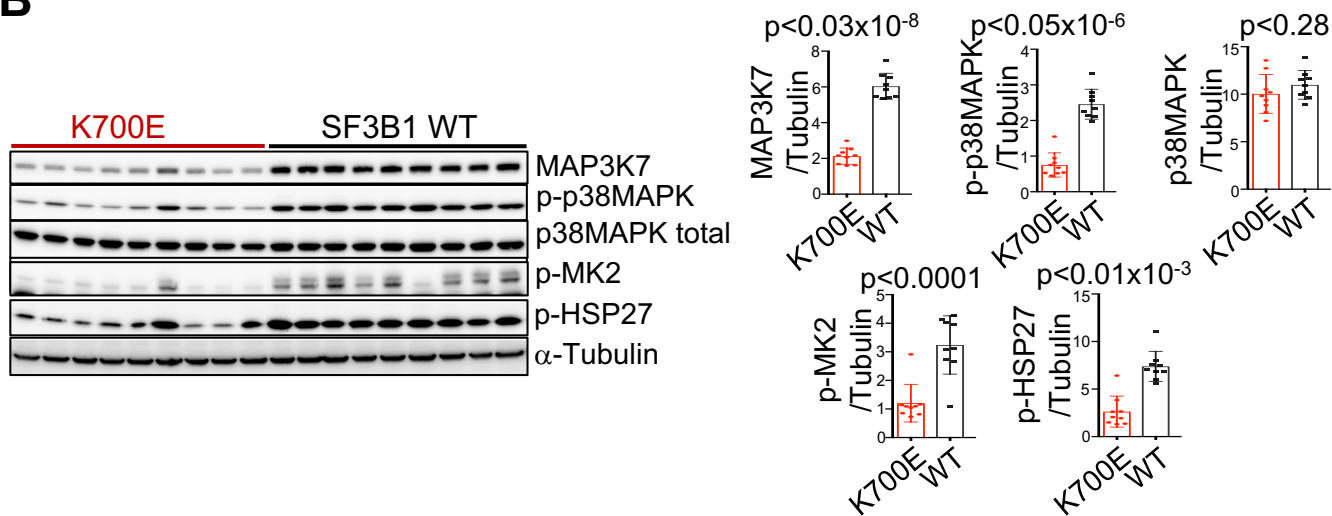 B
K700E SF3B1 WT
MAP3K7
p-p38MAPK
p38MAPK total
p-MK2
p-HSP27
α-Tubulin
p<0.03x10-8
MAP3K7
/Tubulin
8
6
4
2
0
K700E
WT
p<0.05x10-6
p-p38MAPK
/Tubulin
4
3
2
1
0
K700E
WT
p<0.28
p38MAPK
/Tubulin
15
10
5
0
K700E
WT
p<0.0001
p-MK2
/Tubulin
5
4
3
2
1
0
K700E
WT
p<0.01x10-3
p-HSP27
/Tubulin
15
10
5
0
K700E
WT